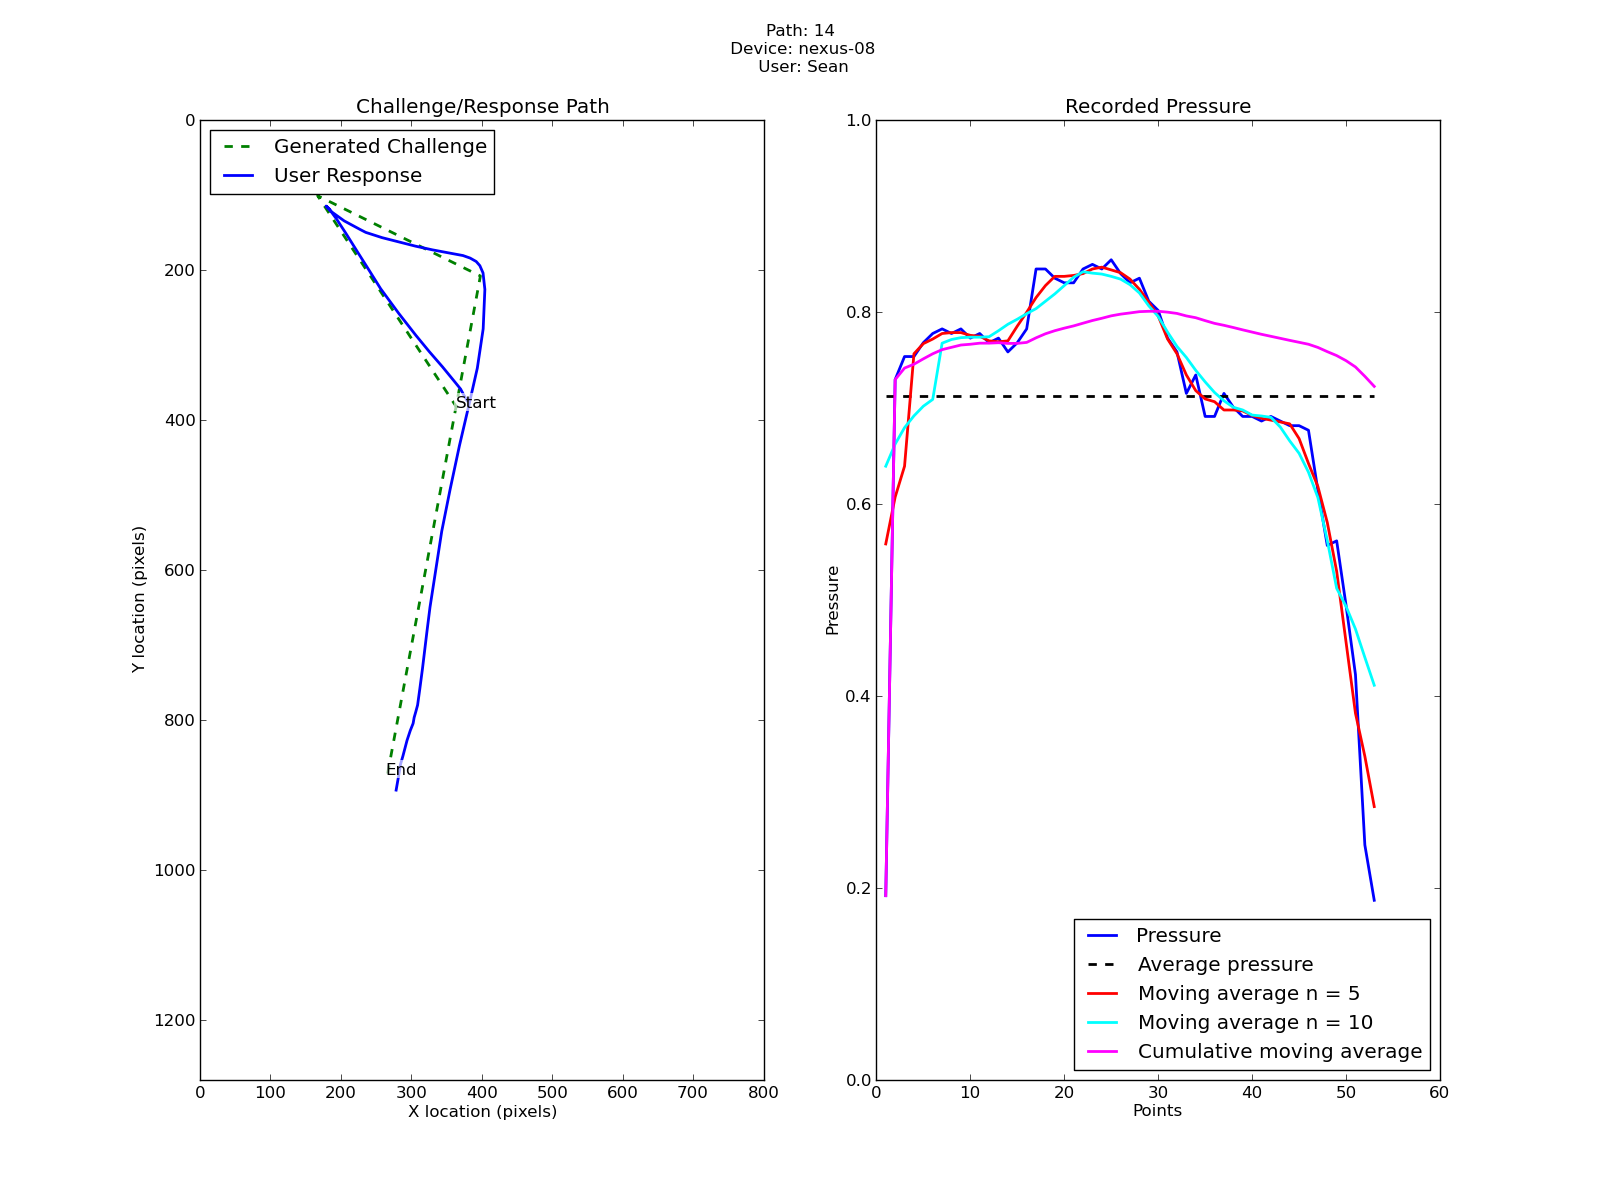 Path: 14
Device: nexus-08
User: Sean
Challenge/Response Path
Generated Challenge
User Response
Start
End
0
200
400
600
800
1000
1200
Y location (pixels)
0 100 200 300 400 500 600 700 800
X location (pixels)
Recorded Pressure
1.0
0.8
0.6
0.4
0.2
0.0
Pressure
Pressure
Average pressure
Moving average n = 5
Moving average n = 10
Cumulative moving average
0 10 20 30 40 50 60
Points